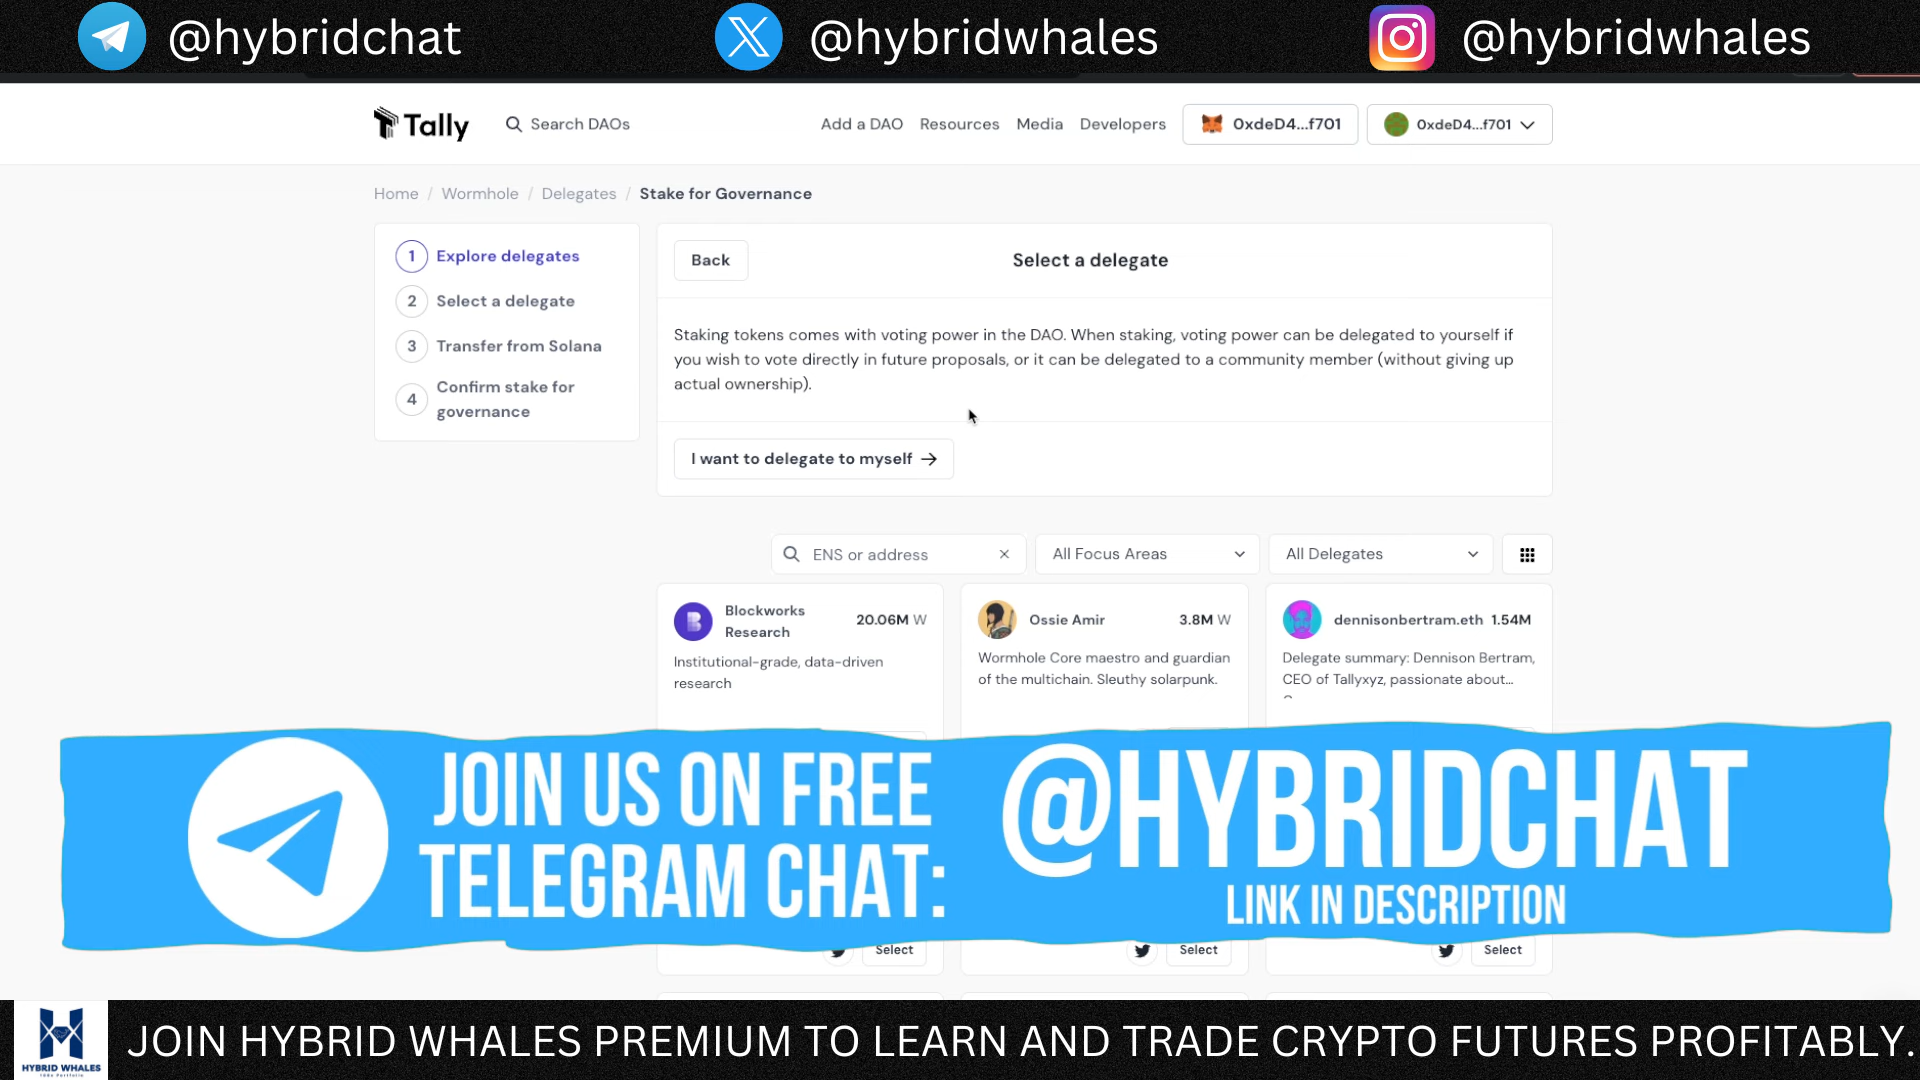 @hybridchat
@hybridwhales
@hybridwhales
Tally
Search DAOs
Add a DAO
Resources
Media
Developers
0xdeD4...f701
0xdeD4...f701
Home / Wormhole / Delegates / Stake for Governance
1 Explore delegates
2 Select a delegate
3 Transfer from Solana
4 Confirm stake for
governance
Back
Select a delegate
Staking tokens comes with voting power in the DAO. When staking, voting power can be delegated to yourself if
you wish to vote directly in future proposals, or it can be delegated to a community member (without giving up
actual ownership).
I want to delegate to myself
ENS or address
All Focus Areas
All Delegates
B
Blockworks
Research
20.06M W
Institutional-grade, data-driven
research
Ossie Amir
3.8M W
Wormhole Core maestro and guardian
of the multichain. Sleuthy solarpunk.
dennisonbertram.eth 1.54M
Delegate summary: Dennison Bertram,
CEO of Tallyxyz, passionate about...
JOIN US ON FREE
TELEGRAM CHAT:
@HYBRIDCHAT
LINK IN DESCRIPTION
Select
Select
Select
HYBRID WHALES
JOIN HYBRID WHALES PREMIUM TO LEARN AND TRADE CRYPTO FUTURES PROFITABLY.